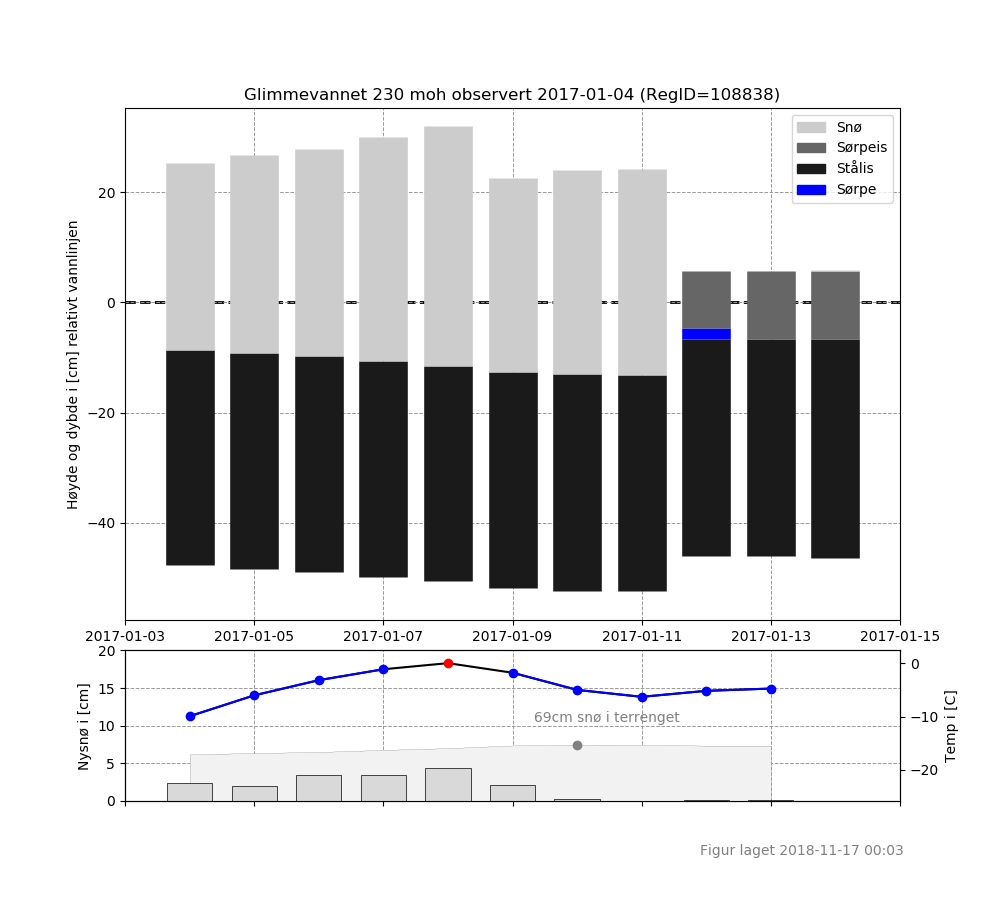 Glimmevannet 230 moh observert 2017-01-04 (RegID=108838)
Snø
Sørpeis
Stålis
Sørpe
Høyde og dybde i [cm] relativt vannlinjen
20
0
−20
−40
2017-01-03 2017-01-05 2017-01-07 2017-01-09 2017-01-11 2017-01-13 2017-01-15
Nysnø i [cm]
20
15
10
5
0
69cm snø i terrenget
0
−10
−20
Temp i [C]
Figur laget 2018-11-17 00:03